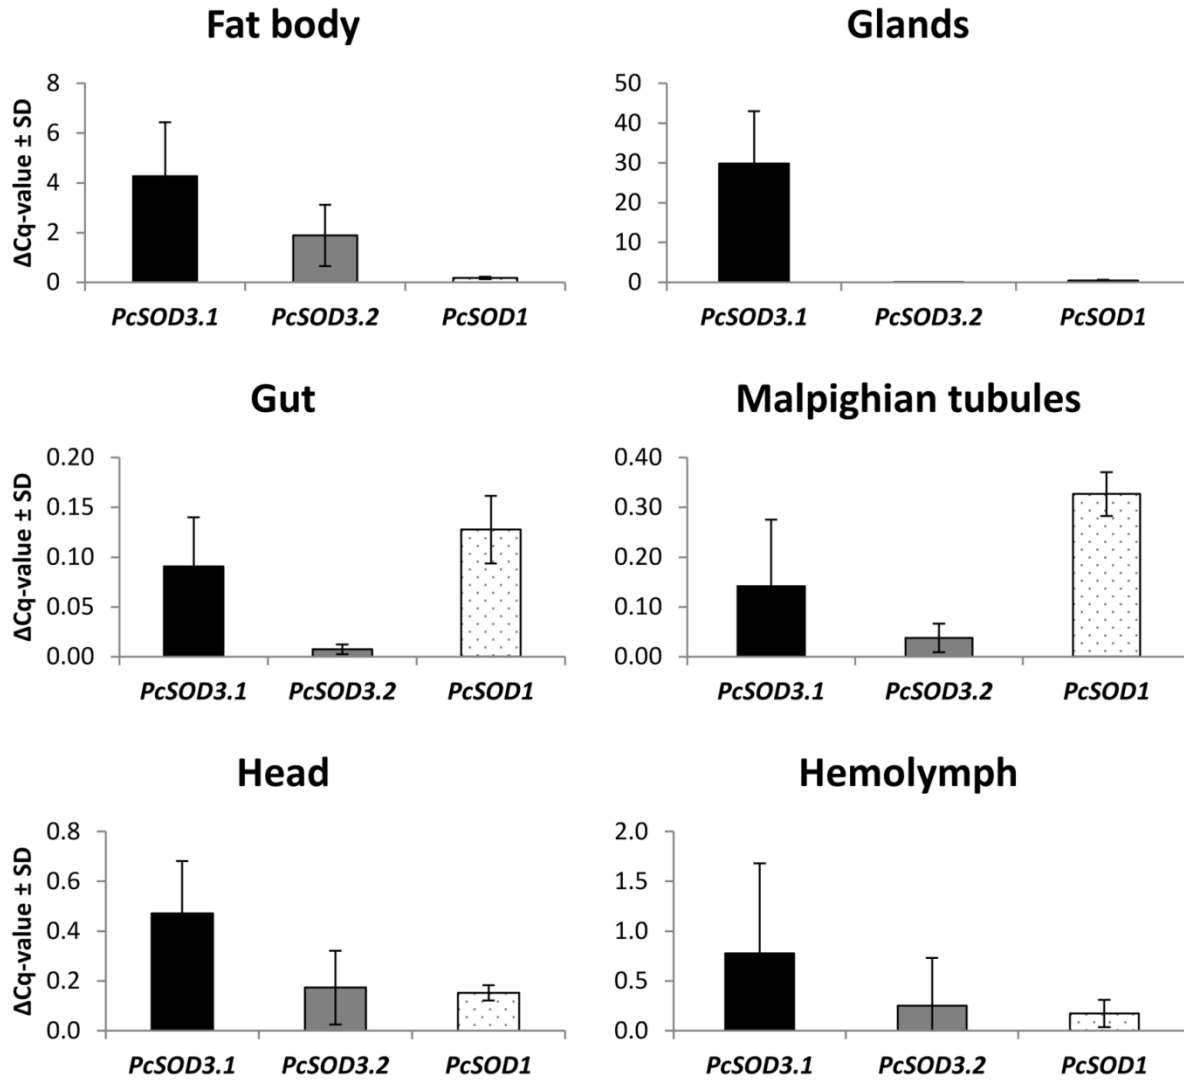 Fat body
ΔCq-value ± SD
8
6
4
2
0
PcSOD3.1 PcSOD3.2 PcSOD1
Glands
50
40
30
20
10
0
PcSOD3.1 PcSOD3.2 PcSOD1
Gut
ΔCq-value ± SD
0.20
0.15
0.10
0.05
0.00
PcSOD3.1 PcSOD3.2 PcSOD1
Malpighian tubules
0.40
0.30
0.20
0.10
0.00
PcSOD3.1 PcSOD3.2 PcSOD1
Head
ΔCq-value ± SD
0.8
0.6
0.4
0.2
0.0
PcSOD3.1 PcSOD3.2 PcSOD1
Hemolymph
2.0
1.5
1.0
0.5
0.0
PcSOD3.1 PcSOD3.2 PcSOD1